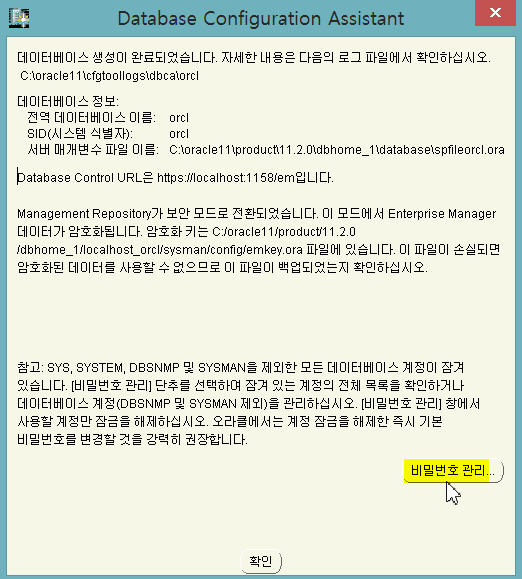 Database Configuration Assistant
데이터베이스 생성이 완료되었습니다. 자세한 내용은 다음의 로그 파일에서 확인하십시오.
C:\oracle11\cfgtoollogs\dbca\orcl
데이터베이스 정보:
전역 데이터베이스 이름: orcl
SID(시스템 식별자): orcl
서버 매개변수 파일 이름: C:\oracle11\product\11.2.0\dbhome_1\database\spfileorcl.ora
Database Control URL은 https://localhost:1158/em입니다.
Management Repository가 보안 모드로 전환되었습니다. 이 모드에서 Enterprise Manager
데이터가 암호화됩니다. 암호화 키는 C:/oracle11/product/11.2.0
/dbhome_1/localhost_orcl/sysman/config/emkey.ora 파일에 있습니다. 이 파일이 손실되면
암호화된 데이터를 사용할 수 없으므로 이 파일이 백업되었는지 확인하십시오.
참고: SYS, SYSTEM, DBSNMP 및 SYSMAN을 제외한 모든 데이터베이스 계정이 잠겨
있습니다. [비밀번호 관리] 단추를 선택하여 잠겨 있는 계정의 전체 목록을 확인하거나
데이터베이스 계정(DBSNMP 및 SYSMAN 제외)을 관리하십시오. [비밀번호 관리] 창에서
사용할 계정만 잠금을 해제하십시오. 오라클에서는 계정 잠금을 해제한 즉시 기본
비밀번호를 변경할 것을 강력히 권장합니다.
비밀번호 관리...
확인